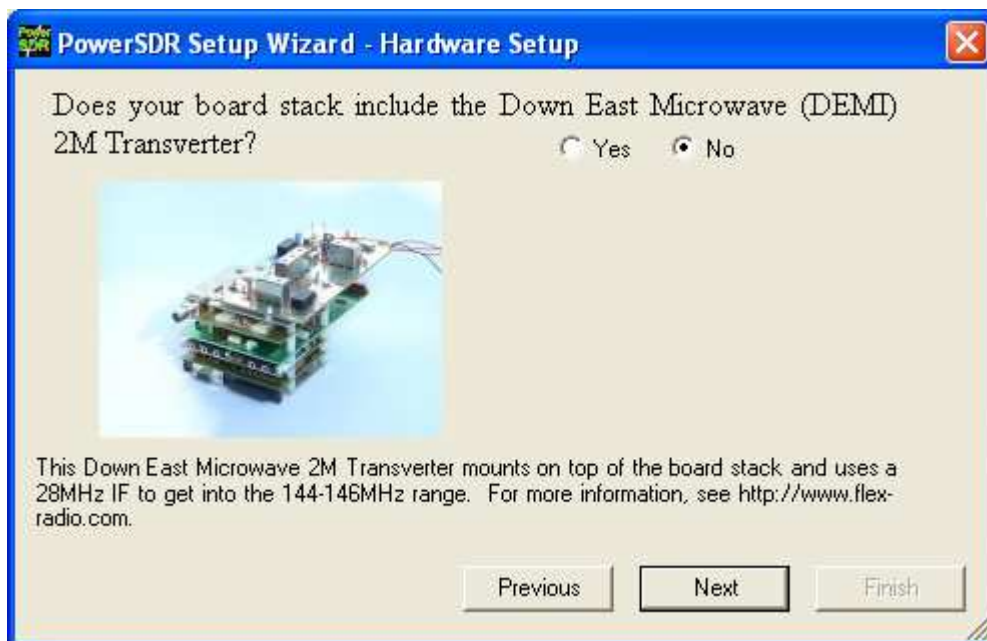 Power SDR PowerSDR Setup Wizard - Hardware Setup
Does your board stack include the Down East Microwave (DEMI)
2M Transverter?
Yes No
This Down East Microwave 2M Transverter mounts on top of the board stack and uses a
28MHz IF to get into the 144-146MHz range. For more information, see http://www.flex-
radio.com.
Previous Next Finish